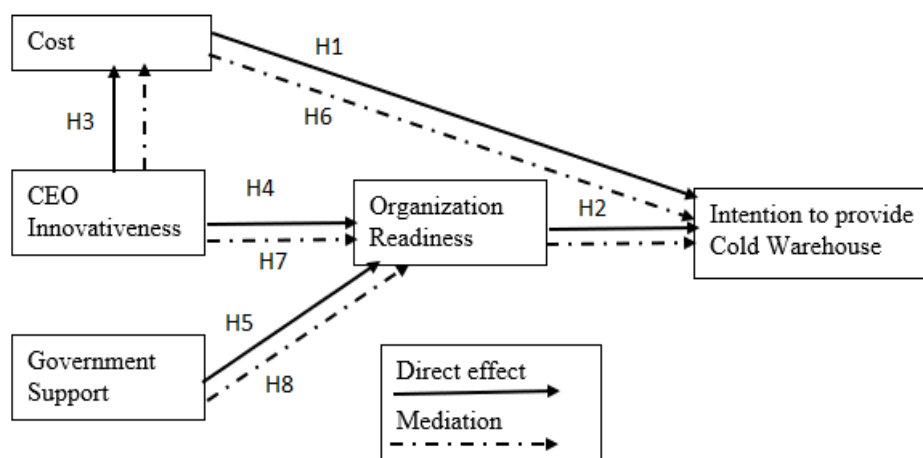 Cost
H1
H6
H3
CEO
Innovativeness
H4
H7
Organization
Readiness
H2
Intention to provide
Cold Warehouse
H5
H8
Government
Support
Direct effect
Mediation